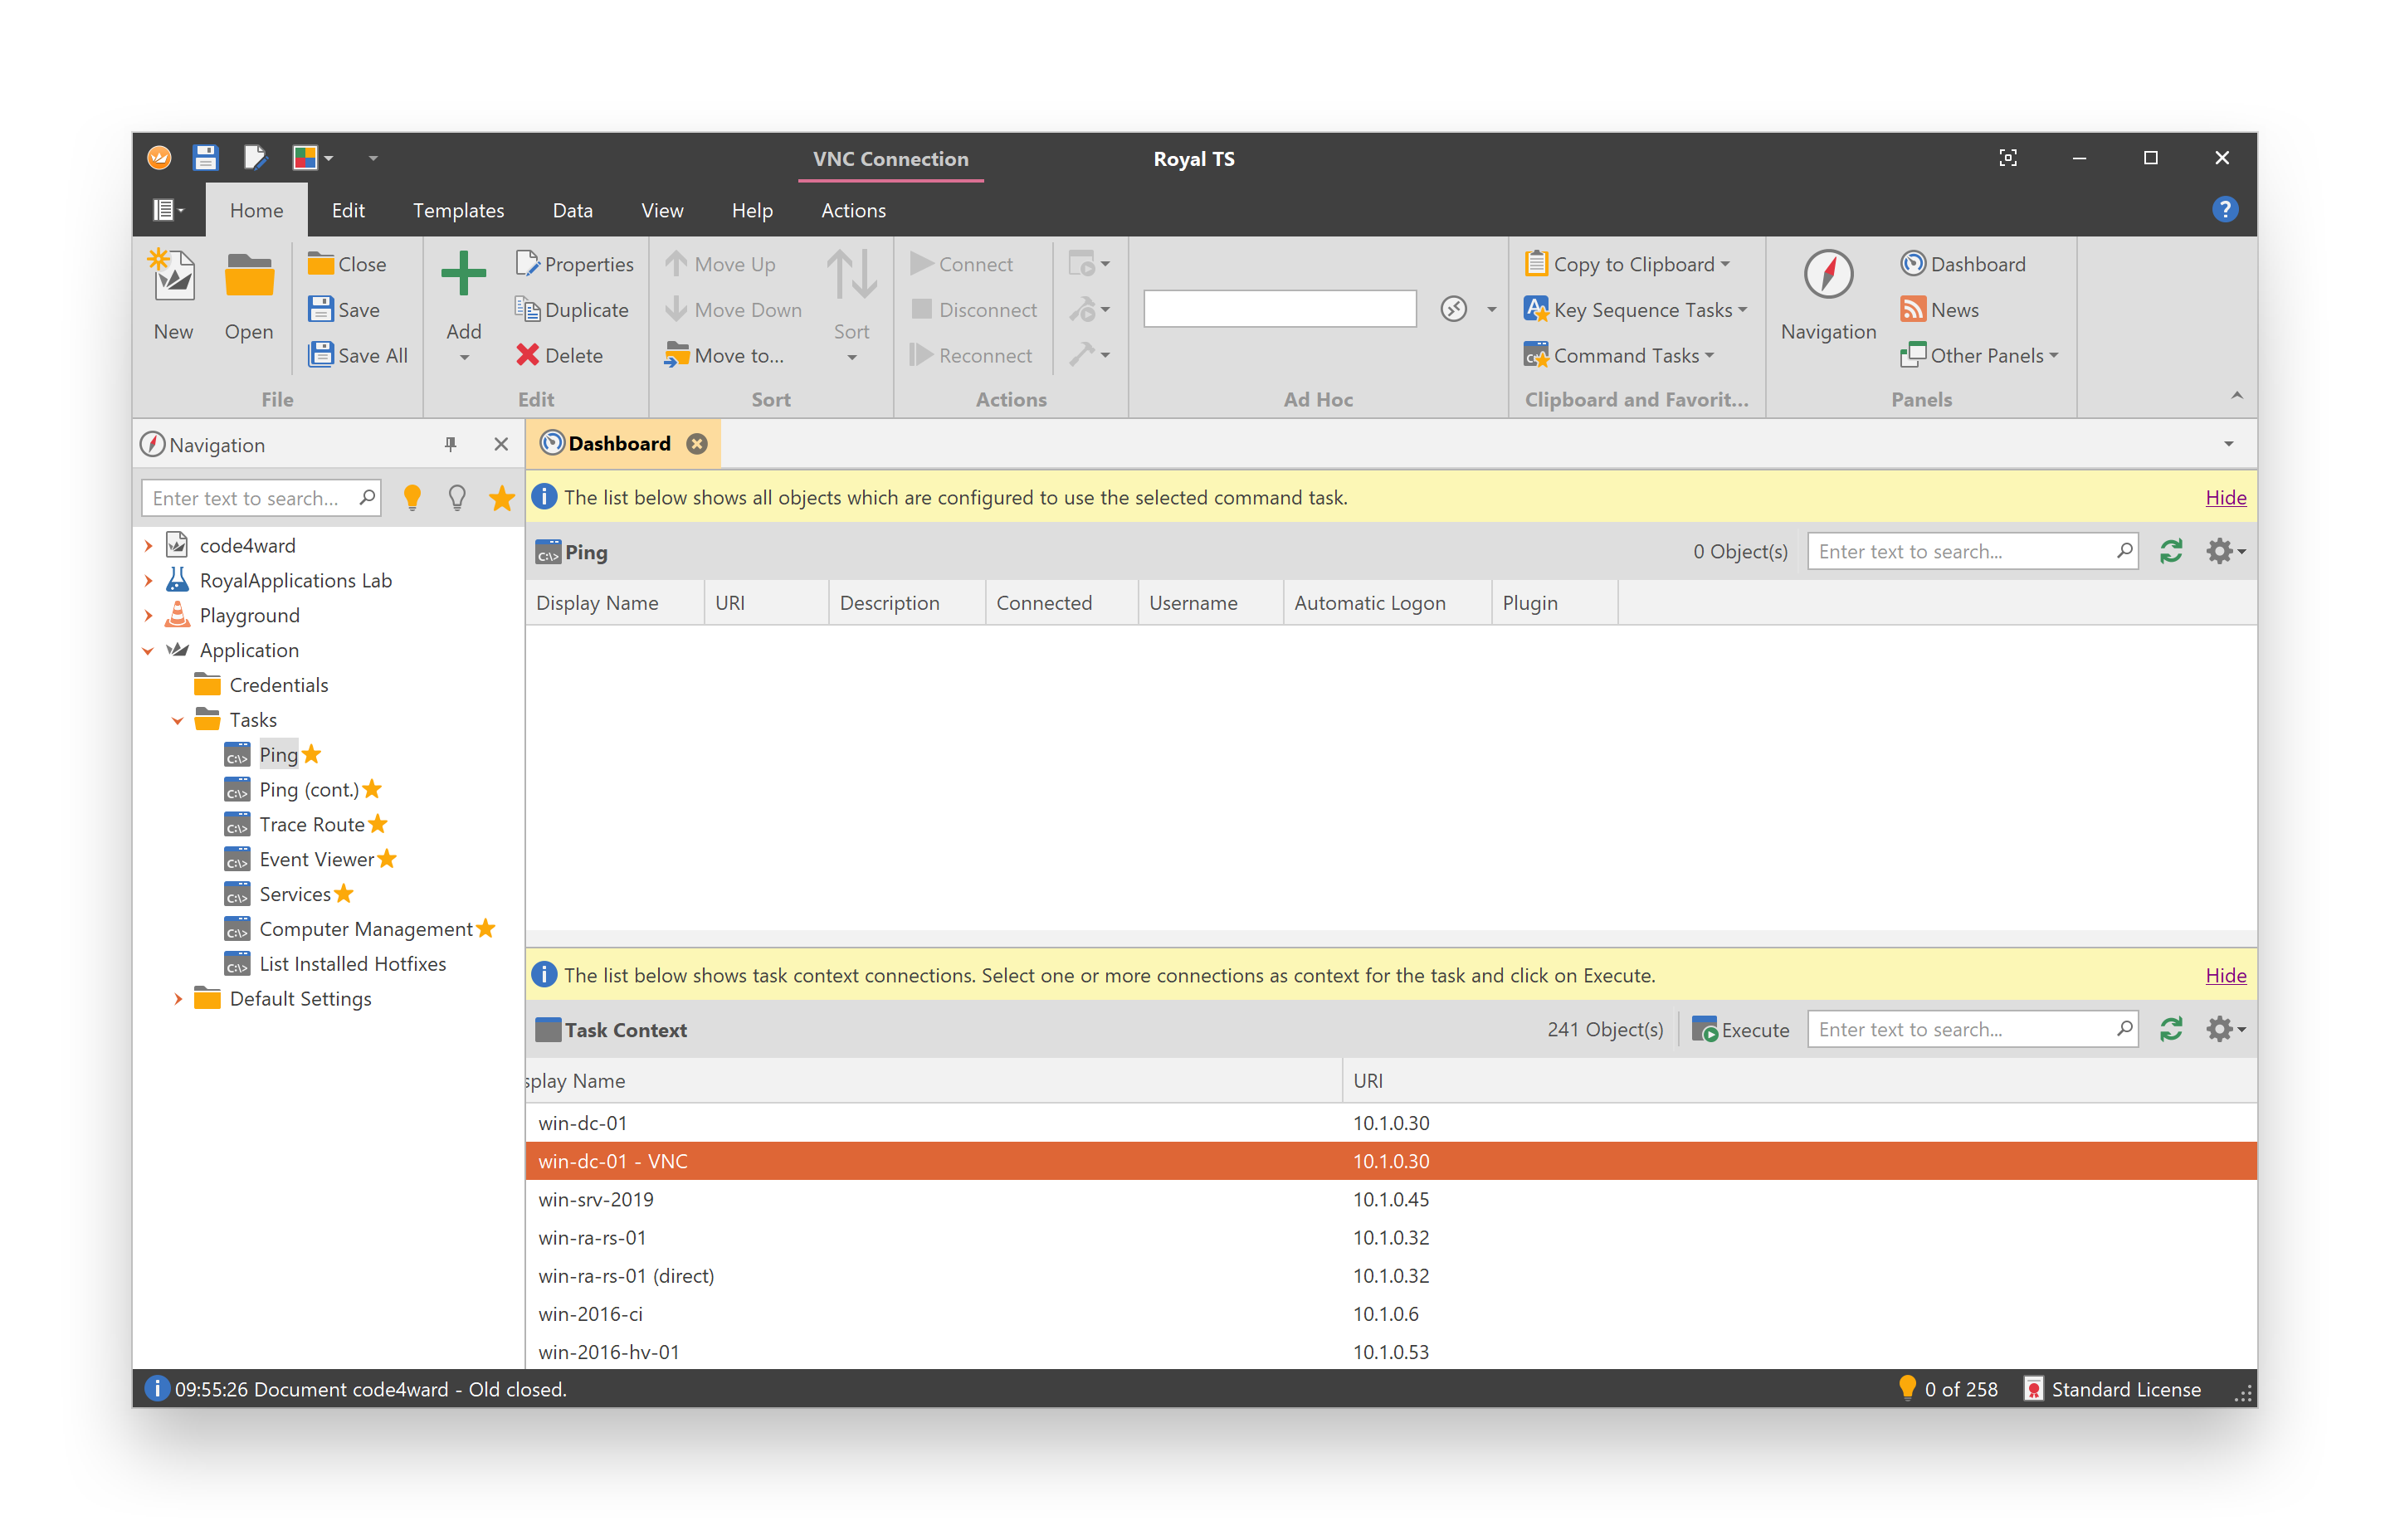 VNC Connection
Royal TS
Home Edit Templates Data View Help Actions
?
New
Open
Close
Save
Save All
File
Add
Properties
Duplicate
Delete
Edit
Move Up
Move Down
Move to...
Sort
Sort
Connect
Disconnect
Reconnect
Actions
Ad Hoc
Copy to Clipboard
Key Sequence Tasks
Command Tasks
Clipboard and Favorit...
Navigation
Dashboard
News
Other Panels
Panels
Navigation
Enter text to search...
code4ward
RoyalApplications Lab
Playground
Application
Credentials
Tasks
Ping
Ping (cont.)
Trace Route
Event Viewer
Services
Computer Management
List Installed Hotfixes
Default Settings
Dashboard
The list below shows all objects which are configured to use the selected command task. Hide
Ping 0 Object(s) Enter text to search...
Display Name URI Description Connected Username Automatic Logon Plugin
The list below shows task context connections. Select one or more connections as context for the task and click on Execute. Hide
Task Context 241 Object(s) Execute Enter text to search...
splay Name URI
win-dc-01 10.1.0.30
win-dc-01 - VNC 10.1.0.30
win-srv-2019 10.1.0.45
win-ra-rs-01 10.1.0.32
win-ra-rs-01 (direct) 10.1.0.32
win-2016-ci 10.1.0.6
win-2016-hv-01 10.1.0.53
09:55:26 Document code4ward - Old closed. 0 of 258 Standard License